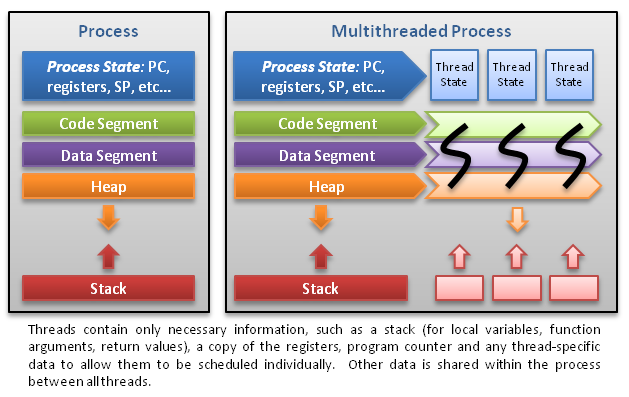 Process
Process State: PC,
registers, SP, etc...
Code Segment
Data Segment
Heap
Stack
Multithreaded Process
Process State: PC,
registers, SP, etc...
Thread
State
Thread
State
Thread
State
Code Segment
Data Segment
Heap
Stack
Threads contain only necessary information, such as a stack (for local variables, function
arguments, return values), a copy of the registers, program counter and any thread-specific
data to allow them to be scheduled individually. Other data is shared within the process
between all threads.